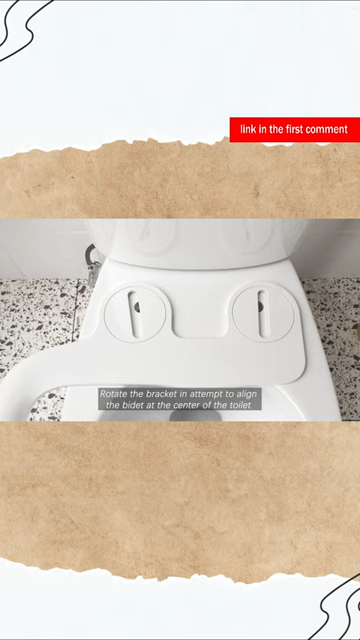 link in the first comment
Rotate the bracket in attempt to align
the bidet at the center of the toilet